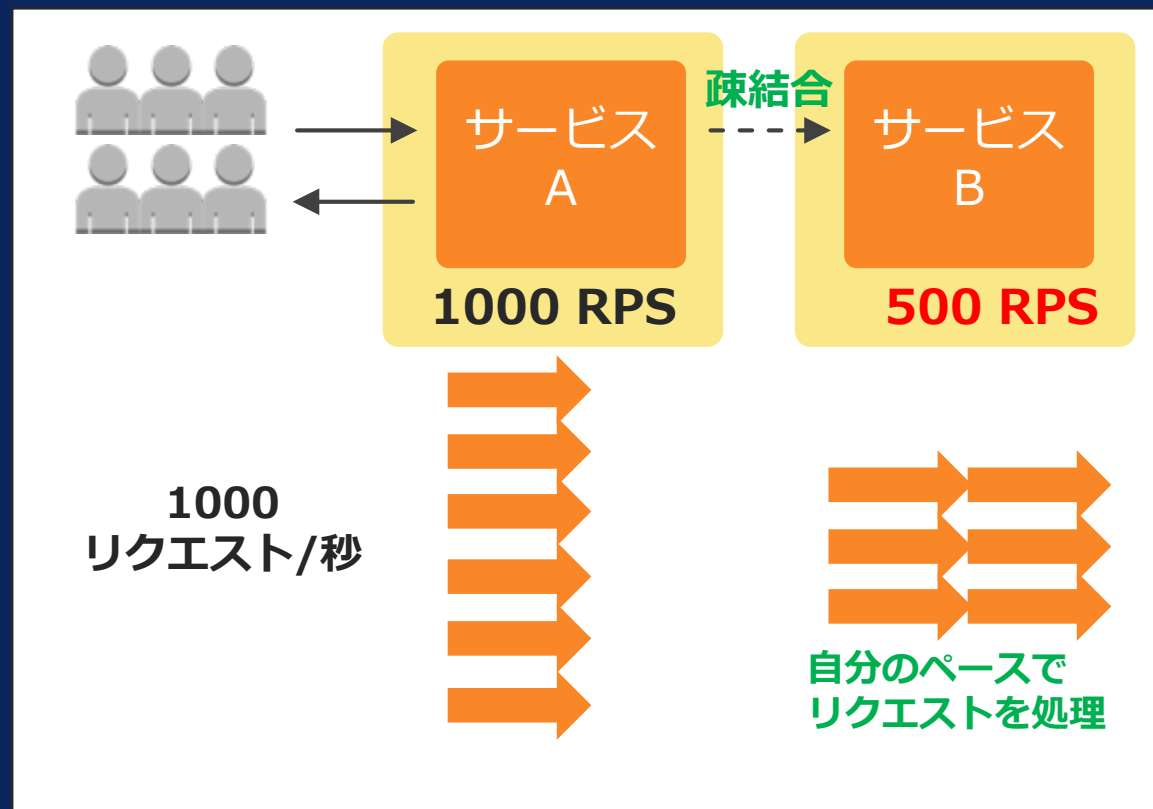 疎結合
サービス
A
サービス
B
1000 RPS
500 RPS
1000
リクエスト/秒
自分のペースで
リクエストを処理